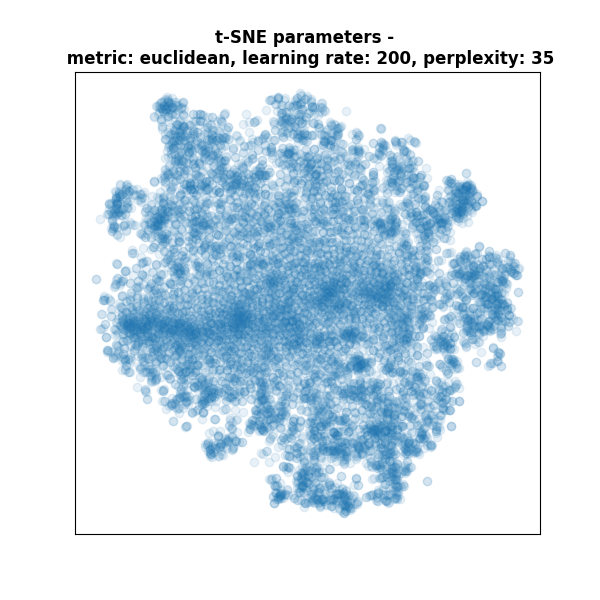 t-SNE parameters -
metric: euclidean, learning rate: 200, perplexity: 35